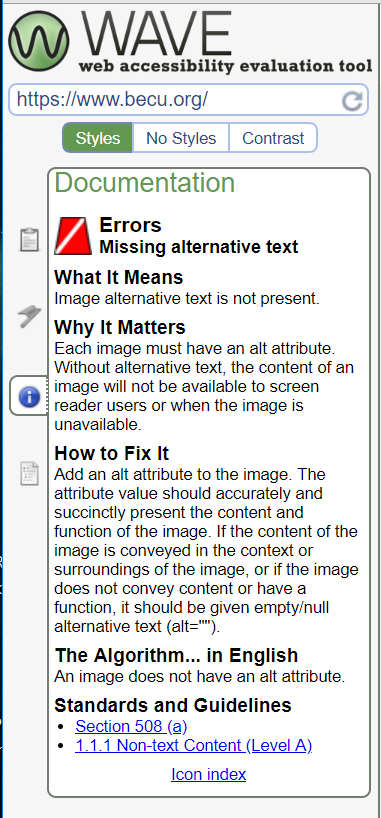 WAVE
web accessibility evaluation tool
https://www.becu.org/
Styles No Styles Contrast
Documentation
Errors
Missing alternative text
What It Means
Image alternative text is not present.
Why It Matters
Each image must have an alt attribute.
Without alternative text, the content of an
image will not be available to screen
reader users or when the image is
unavailable.
How to Fix It
Add an alt attribute to the image. The
attribute value should accurately and
succinctly present the content and
function of the image. If the content of the
image is conveyed in the context or
surroundings of the image, or if the image
does not convey content or have a
function, it should be given empty/null
alternative text (alt="").
The Algorithm... in English
An image does not have an alt attribute.
Standards and Guidelines
• Section 508 (a)
• 1.1.1 Non-text Content (Level A)
Icon index